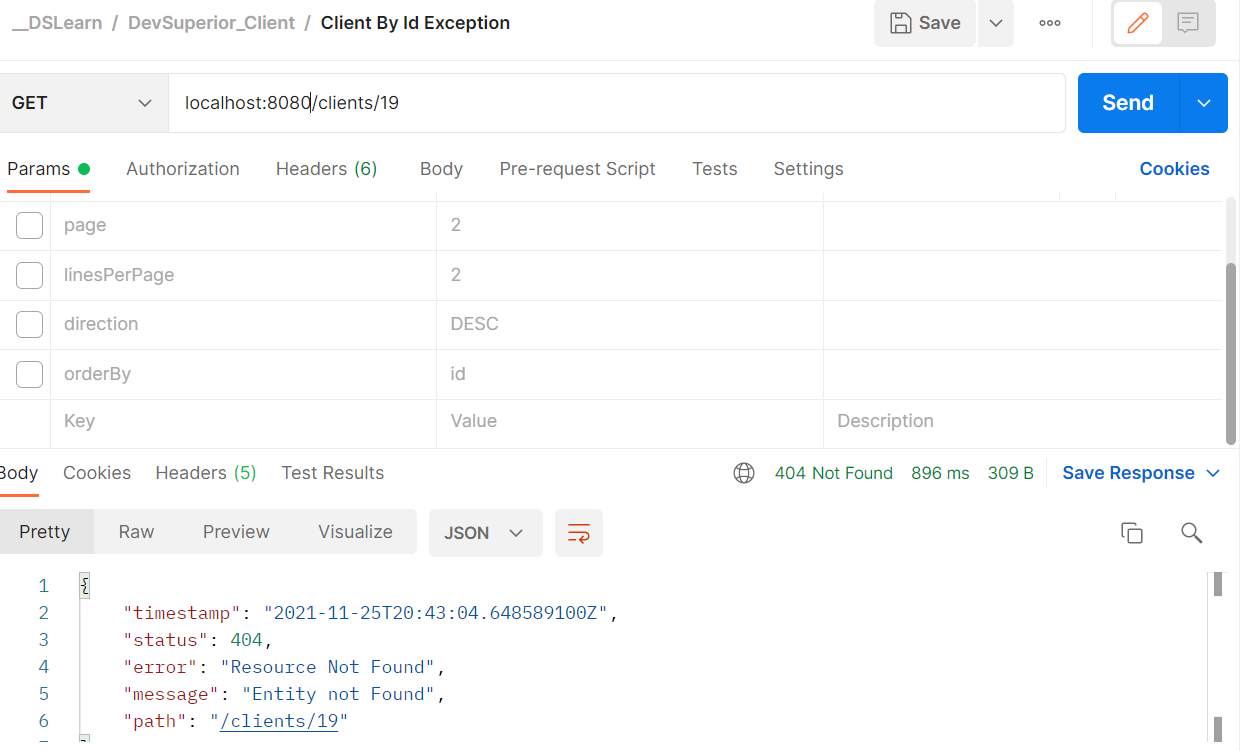 __DSLearn / DevSuperior_Client / Client By Id Exception Save
GET localhost:8080/clients/19 Send
Params Authorization Headers (6) Body Pre-request Script Tests Settings Cookies
page 2
linesPerPage 2
direction DESC
orderBy id
Key Value Description
Body Cookies Headers (5) Test Results 404 Not Found 896 ms 309 B Save Response
Pretty Raw Preview Visualize JSON
1 {
2 "timestamp": "2021-11-25T20:43:04.648589100Z",
3 "status": 404,
4 "error": "Resource Not Found",
5 "message": "Entity not Found",
6 "path": "/clients/19"